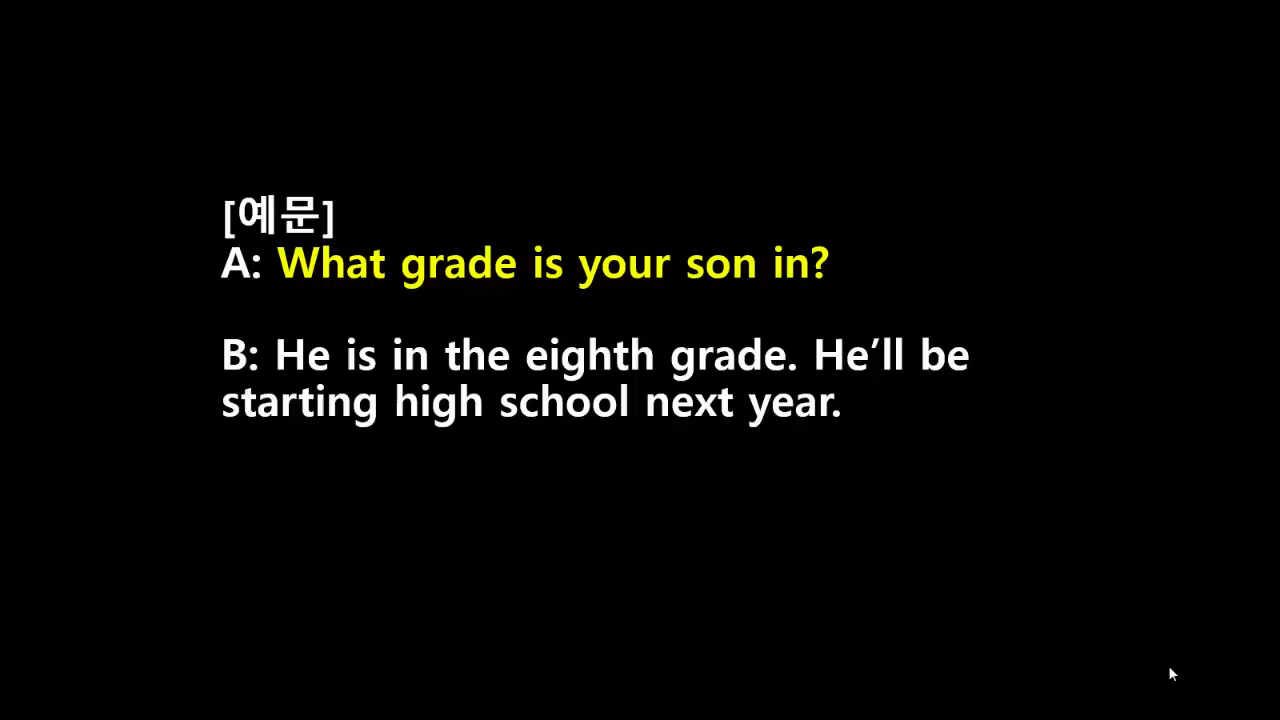 [예문]
A: What grade is your son in?
B: He is in the eighth grade. He’ll be
starting high school next year.